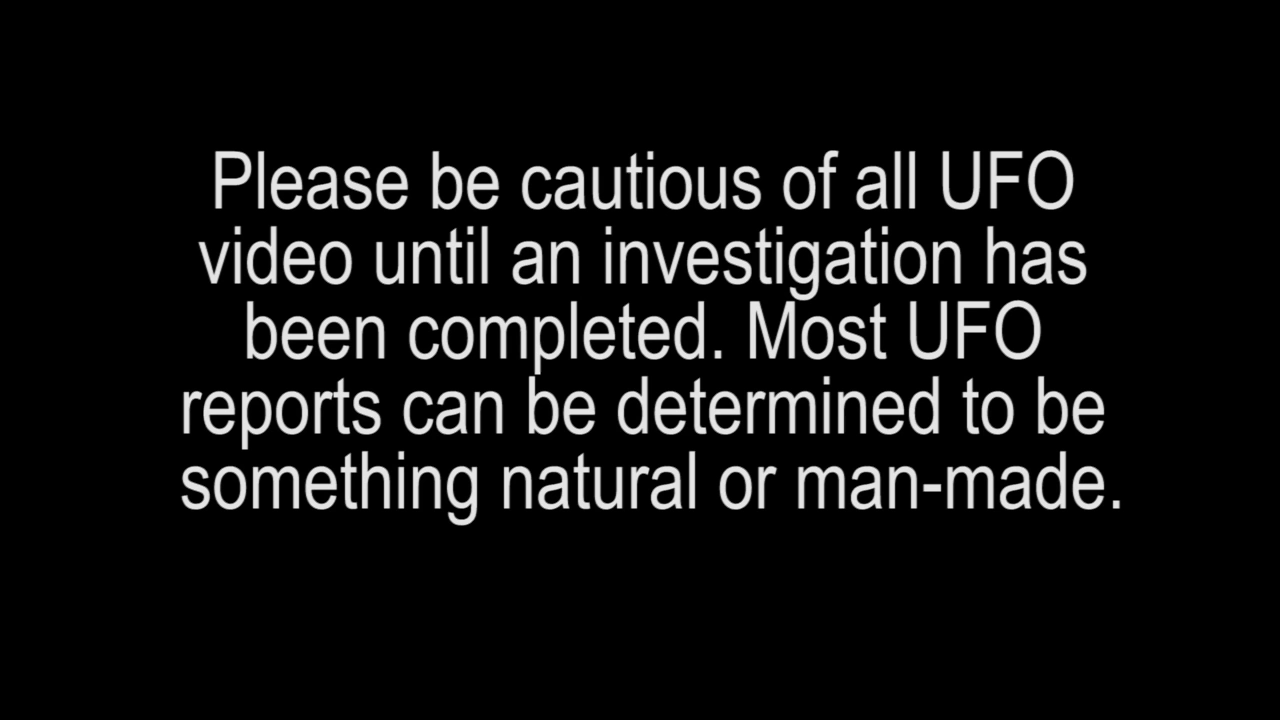 Please be cautious of all UFO
video until an investigation has
been completed. Most UFO
reports can be determined to be
something natural or man-made.